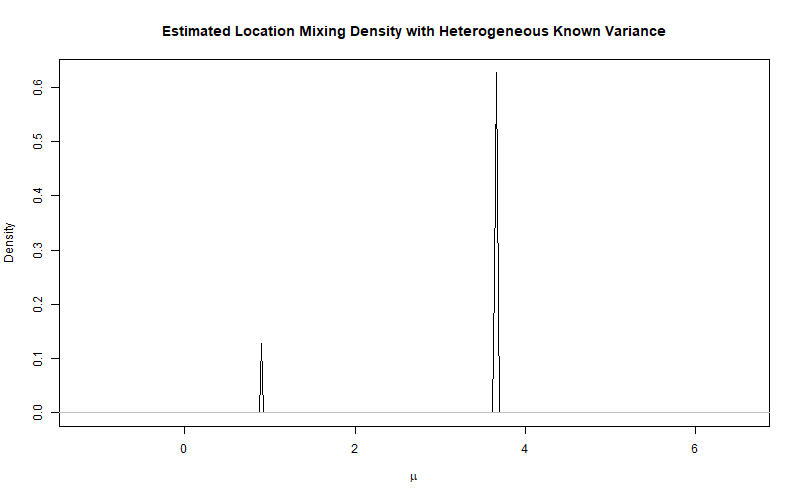 Estimated Location Mixing Density with Heterogeneous Known Variance
Density
0.6
0.5
0.4
0.3
0.2
0.1
0.0
0 2 4 6
μ